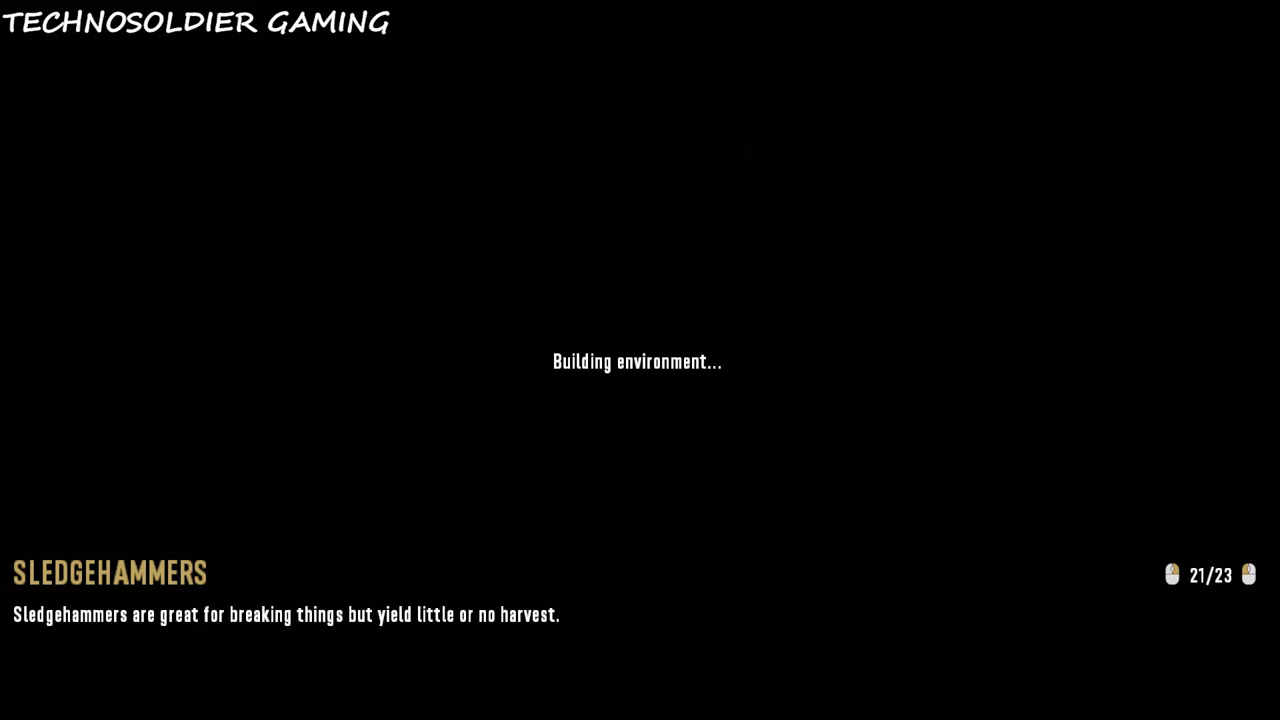 TECHNOSOLDIER GAMING
Building environment...
SLEDGEHAMMERS
21/23
Sledgehammers are great for breaking things but yield little or no harvest.